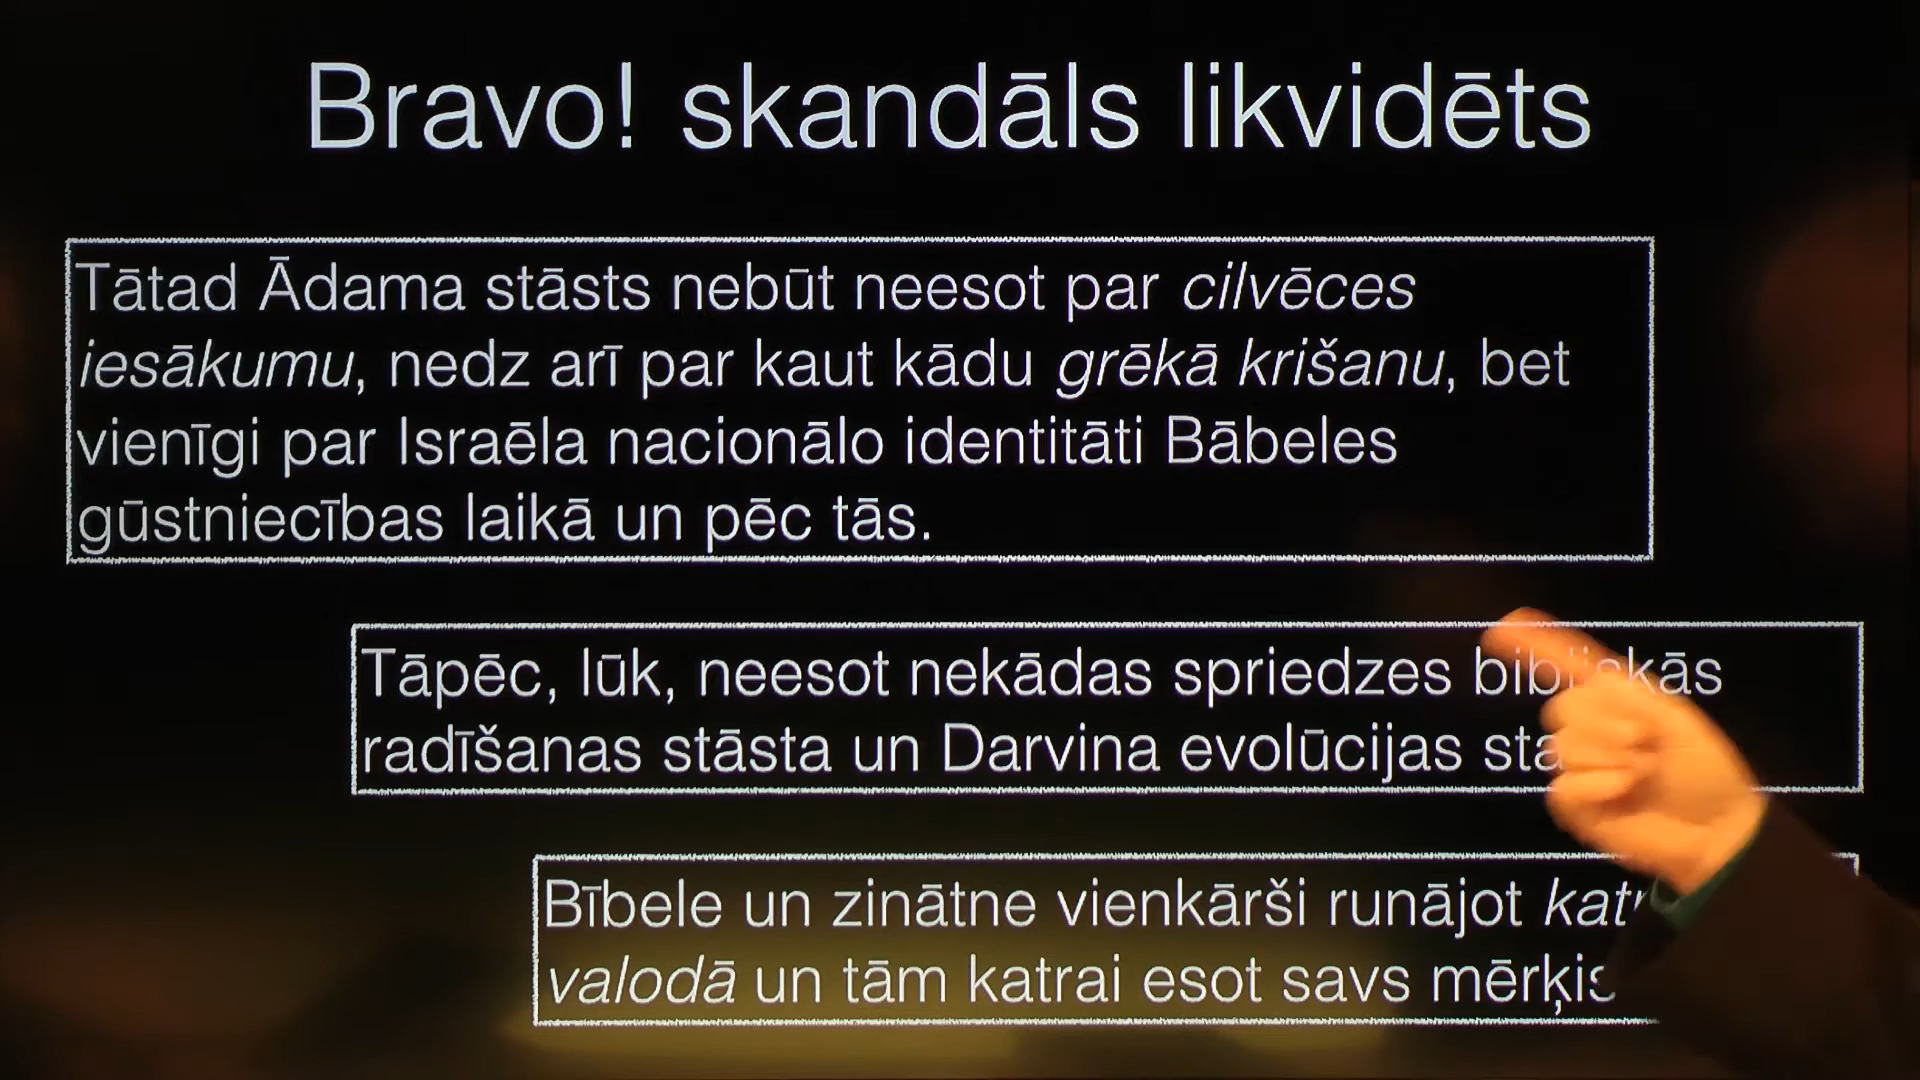 Bravo! skandāls likvidēts
Tātad Ādama stāsts nebūt neesot par cilvēces
iesākumu, nedz arī par kaut kādu grēkā krišanu, bet
vienīgi par Israēla nacionālo identitāti Bābeles
gūstniecības laikā un pēc tās.
Tāpēc, lūk, neesot nekādas spriedzes bibliskās
radīšanas stāsta un Darvina evolūcijas
Bībele un zinātne vienkārši runājot
valodā un tām katrai esot savs mērķis